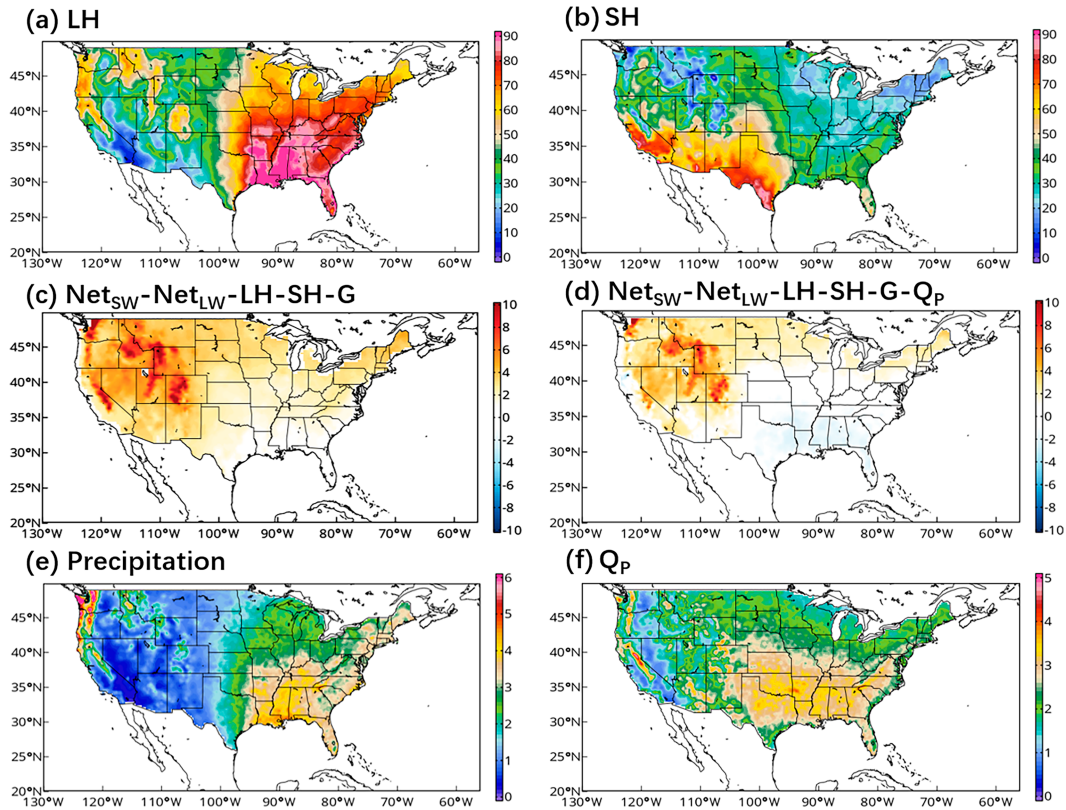 (a) LH
(b) SH
90
80
70
60
50
40
30
20
10
0
45°N
40°N
35°N
30°N
25°N
20°N
130°W 120°W 110°W 100°W 90°W 80°W 70°W 60°W
90
80
70
60
50
40
30
20
10
0
45°N
40°N
35°N
30°N
25°N
20°N
130°W 120°W 110°W 100°W 90°W 80°W 70°W 60°W
(c) NetSW-NetLW-LH-SH-G
(d) NetSW-NetLW-LH-SH-G-QP
10
8
6
4
2
0
-2
-4
-6
-8
-10
45°N
40°N
35°N
30°N
25°N
20°N
130°W 120°W 110°W 100°W 90°W 80°W 70°W 60°W
10
8
6
4
2
0
-2
-4
-6
-8
-10
45°N
40°N
35°N
30°N
25°N
20°N
130°W 120°W 110°W 100°W 90°W 80°W 70°W 60°W
(e) Precipitation
(f) QP
6
5
4
3
2
1
0
45°N
40°N
35°N
30°N
25°N
20°N
130°W 120°W 110°W 100°W 90°W 80°W 70°W 60°W
5
4
3
2
1
0
45°N
40°N
35°N
30°N
25°N
20°N
130°W 120°W 110°W 100°W 90°W 80°W 70°W 60°W